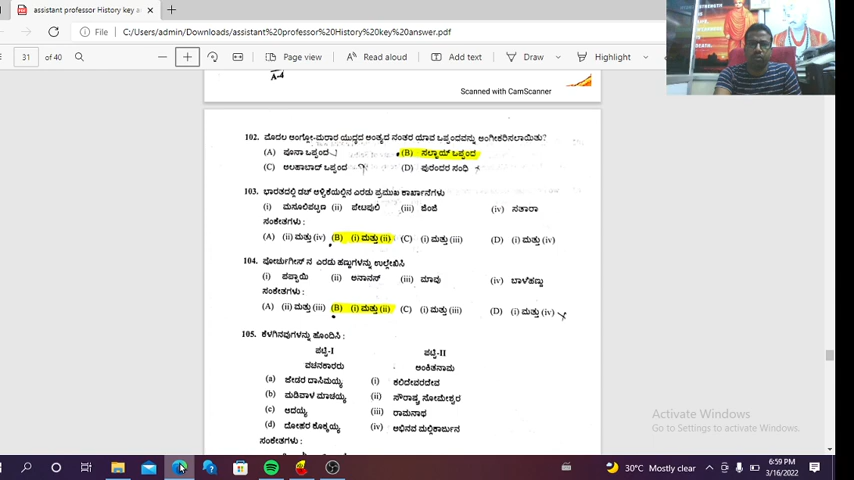 assistant professor History key an
File
C:/Users/admin/Downloads/assistant%20professor%20History%20key%20answer.pdf
31 of 40
Page view
Read aloud
Add text
Draw
Highlight
A-4
Scanned with CamScanner
102. ಮೊದಲ ಆಂಗ್ಲೋ-ಮರಾಠ ಯುದ್ಧದ ಅಂತ್ಯದ ನಂತರ ಯಾವ ಒಪ್ಪಂದವನ್ನು ಅಂಗೀಕರಿಸಲಾಯಿತು?
(A) ಪೂನಾ ಒಪ್ಪಂದ (B) ಸಲ್ಬಾಯ್ ಒಪ್ಪಂದ
(C) ಅಲಹಾಬಾದ್ ಒಪ್ಪಂದ (D) ಪುರಂದರ ಸಂಧಿ
103. ಭಾರತದಲ್ಲಿ ಡಚ್ ಆಳ್ವಿಕೆಯಲ್ಲಿನ ಎರಡು ಪ್ರಮುಖ ಕಾರ್ಖಾನೆಗಳು
(i) ಮಸೂಲಿಪಟ್ಟಣ (ii) ಪೇಟಪುಲಿ (iii) ಜಿಂಜಿ (iv) ಸತಾರಾ
ಸಂಕೇತಗಳು :
(A) (ii) ಮತ್ತು (iv) (B) (i) ಮತ್ತು (ii) (C) (i) ಮತ್ತು (iii) (D) (i) ಮತ್ತು (iv)
104. ಪೋರ್ಚುಗೀಸ್ ನ ಎರಡು ಹಣ್ಣುಗಳನ್ನು ಉಲ್ಲೇಖಿಸಿ
(i) ಪಪ್ಪಾಯಿ (ii) ಅನಾನಸ್ (iii) ಮಾವು (iv) ಬಾಳೆಹಣ್ಣು
ಸಂಕೇತಗಳು :
(A) (ii) ಮತ್ತು (iii) (B) (i) ಮತ್ತು (ii) (C) (i) ಮತ್ತು (iii) (D) (i) ಮತ್ತು (iv)
105. ಕೆಳಗಿನವುಗಳನ್ನು ಹೊಂದಿಸಿ :
ಪಟ್ಟಿ-I ಪಟ್ಟಿ-II
ವಚನಕಾರರು ಅಂಕಿತನಾಮ
(a) ಜೇಡರ ದಾಸಿಮಯ್ಯ (i) ಕಲಿದೇವರದೇವ
(b) ಮಡಿವಾಳ ಮಾಚಯ್ಯ (ii) ಸೌರಾಷ್ಟ್ರ ಸೋಮೇಶ್ವರ
(c) ಆದಯ್ಯ (iii) ರಾಮನಾಥ
(d) ದೋಹರ ಕೊಕ್ಕಯ್ಯ (iv) ಅಭಿನವ ಮಲ್ಲಿಕಾರ್ಜುನ
ಸಂಕೇತಗಳು :
Activate Windows
Go to Settings to activate Windows.
30°C Mostly clear
6:59 PM
3/16/2022